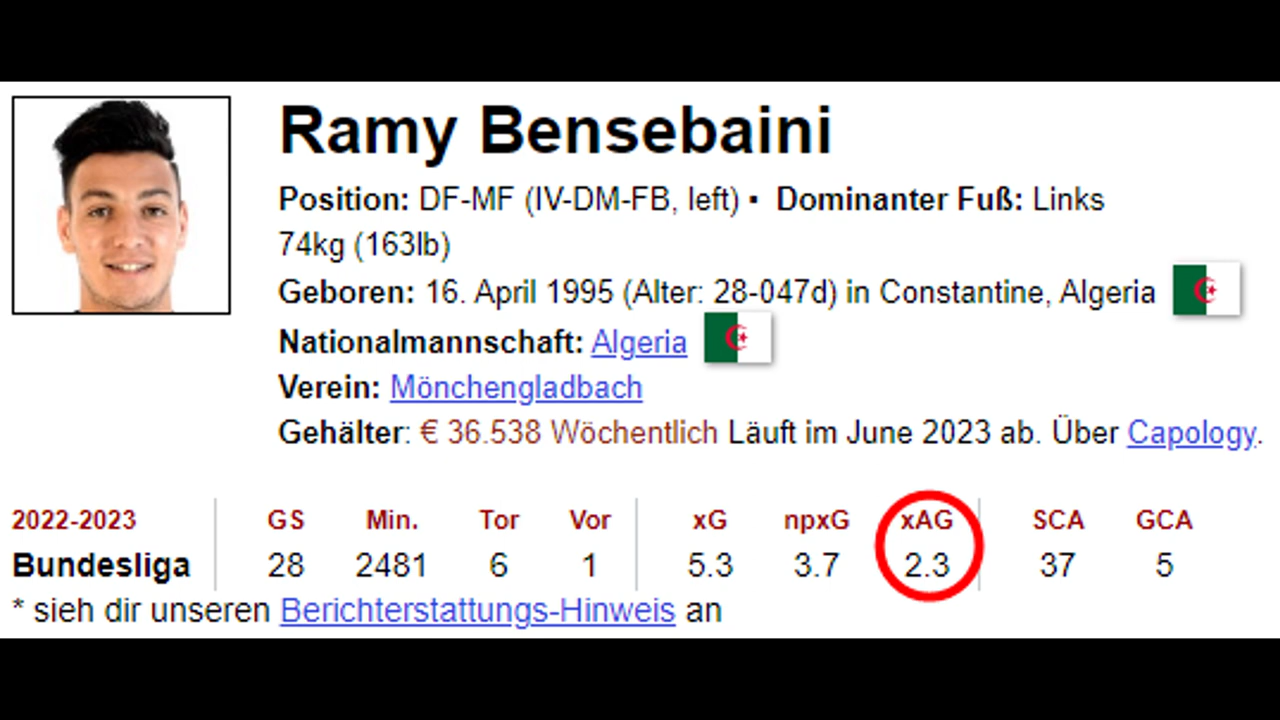 Ramy Bensebaini
Position: DF-MF (IV-DM-FB, left) ▪ Dominanter Fuß: Links
74kg (163lb)
Geboren: 16. April 1995 (Alter: 28-047d) in Constantine, Algeria
Nationalmannschaft: Algeria
Verein: Mönchengladbach
Gehälter: € 36.538 Wöchentlich Läuft im June 2023 ab. Über Capology.
2022-2023 GS Min. Tor Vor xG npxG xAG SCA GCA
Bundesliga 28 2481 6 1 5.3 3.7 2.3 37 5
* sieh dir unseren Berichterstattungs-Hinweis an